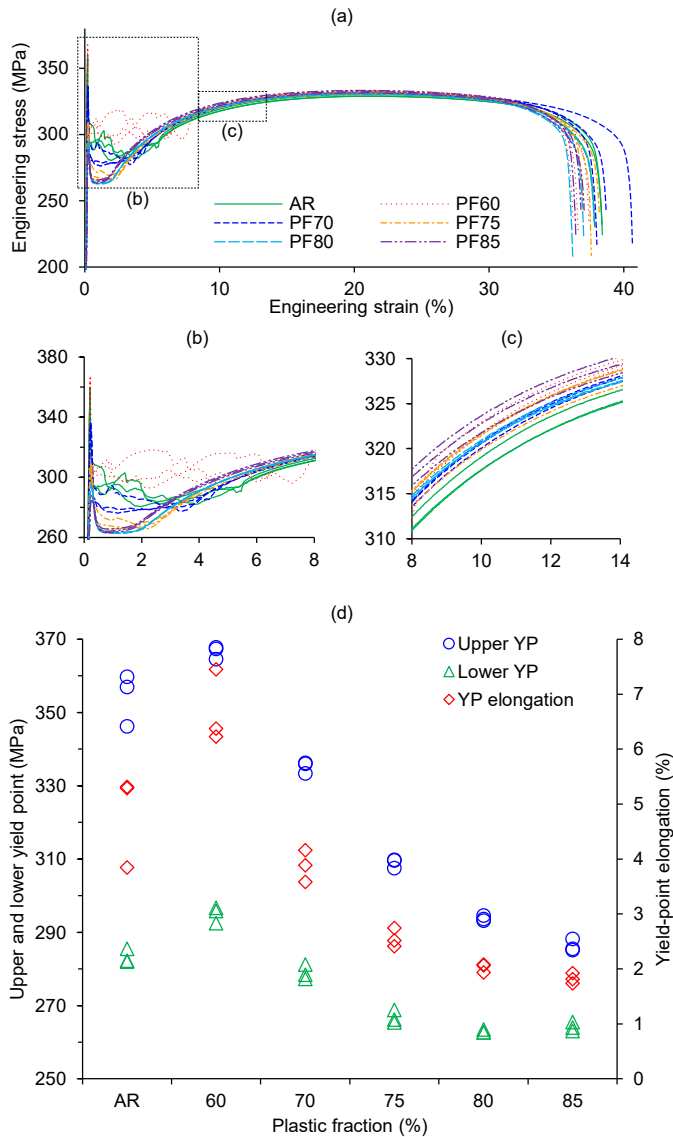 (a)
Engineering stress (MPa)
350
300
250
200
(b)
(c)
AR
PF60
PF70
PF75
PF80
PF85
0
10
20
30
40
Engineering strain (%)
(b)
380
340
300
260
0
2
4
6
8
(c)
330
325
320
315
310
8
10
12
14
(d)
Upper and lower yield point (MPa)
370
350
330
310
290
270
250
Upper YP
Lower YP
YP elongation
8
7
6
5
4
3
2
1
0
Yield-point elongation (%)
AR
60
70
75
80
85
Plastic fraction (%)